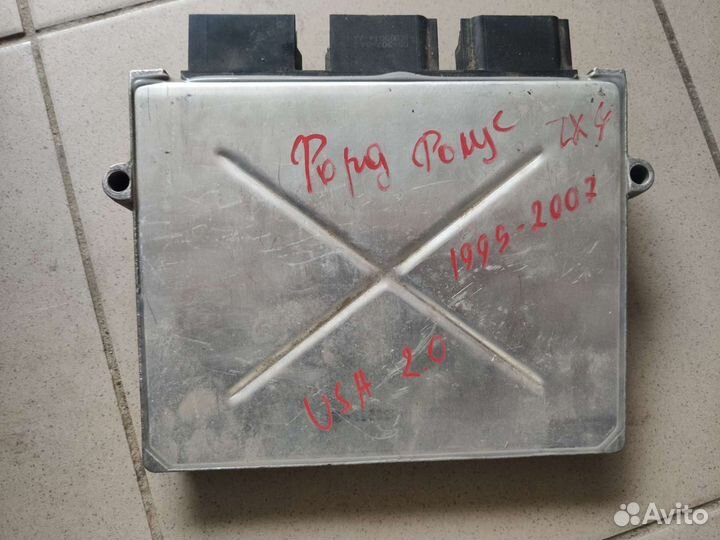 Форд Фокус
ZX4
1999-2007
USA 2.0
Avito